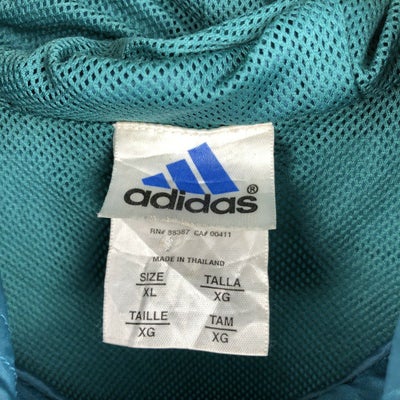 adidas®
RN# 88387 CA# 00411
MADE IN THAILAND
SIZE TALLA
XL XG
TAILLE TAM
XG XG